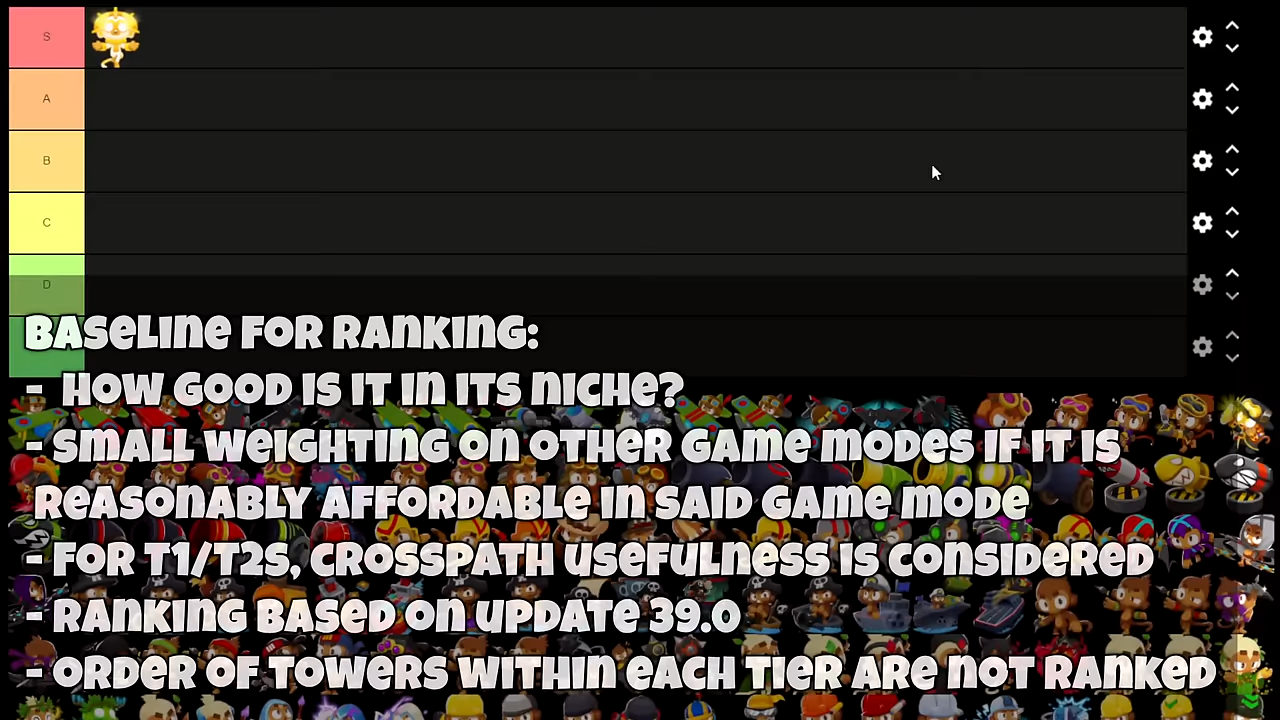 S
A
B
C
D
Baseline for Ranking:
- How good is it in its niche?
- Small weighting on other game modes if it is
reasonably affordable in said game mode
- For T1/T2s, crosspath usefulness is considered
- Ranking based on update 39.0
- Order of towers within each tier are not ranked